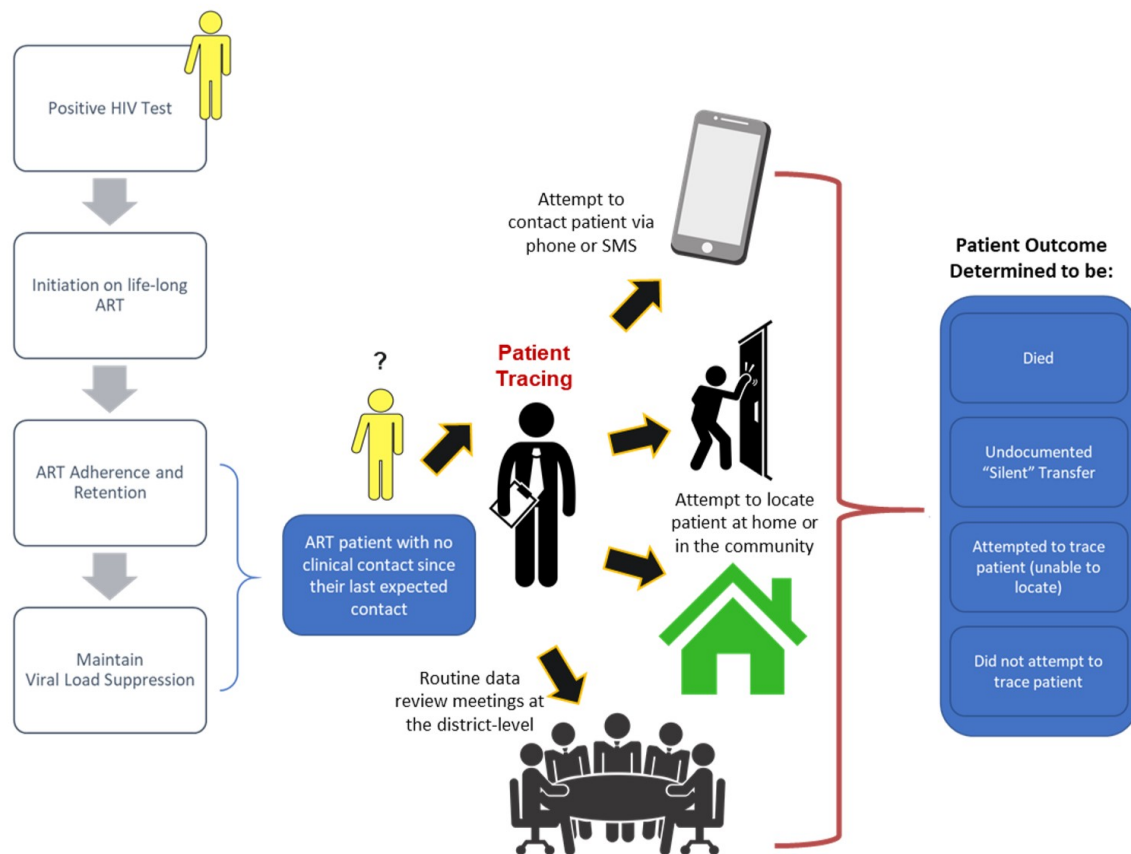 Positive HIV Test
Initiation on life-long
ART
ART Adherence and
Retention
Maintain
Viral Load Suppression
?
ART patient with no
clinical contact since
their last expected
contact
Patient
Tracing
Attempt to
contact patient via
phone or SMS
Attempt to locate
patient at home or
in the community
Routine data
review meetings at
the district-level
Patient Outcome
Determined to be:
Died
Undocumented
“Silent” Transfer
Attempted to trace
patient (unable to
locate)
Did not attempt to
trace patient